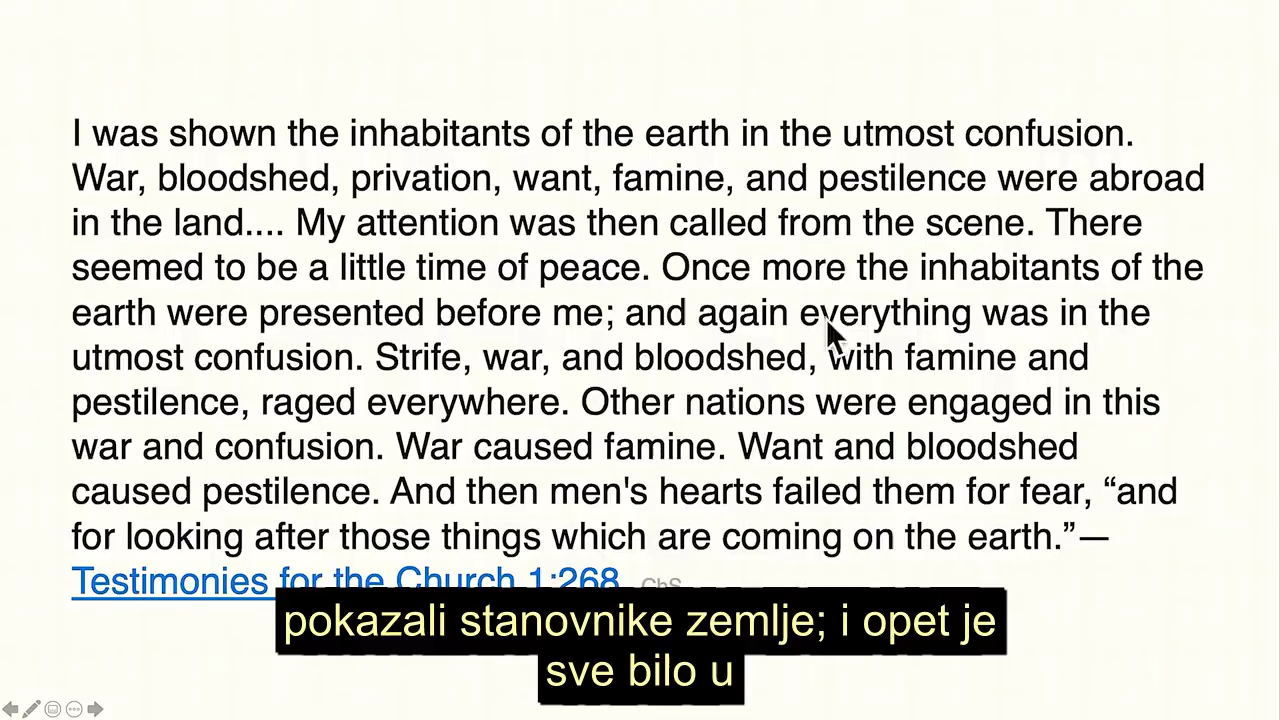 I was shown the inhabitants of the earth in the utmost confusion.
War, bloodshed, privation, want, famine, and pestilence were abroad
in the land.... My attention was then called from the scene. There
seemed to be a little time of peace. Once more the inhabitants of the
earth were presented before me; and again everything was in the
utmost confusion. Strife, war, and bloodshed, with famine and
pestilence, raged everywhere. Other nations were engaged in this
war and confusion. War caused famine. Want and bloodshed
caused pestilence. And then men's hearts failed them for fear, “and
for looking after those things which are coming on the earth.”—
Testimonies for the Church 1:268 ChS
pokazali stanovnike zemlje; i opet je
sve bilo u